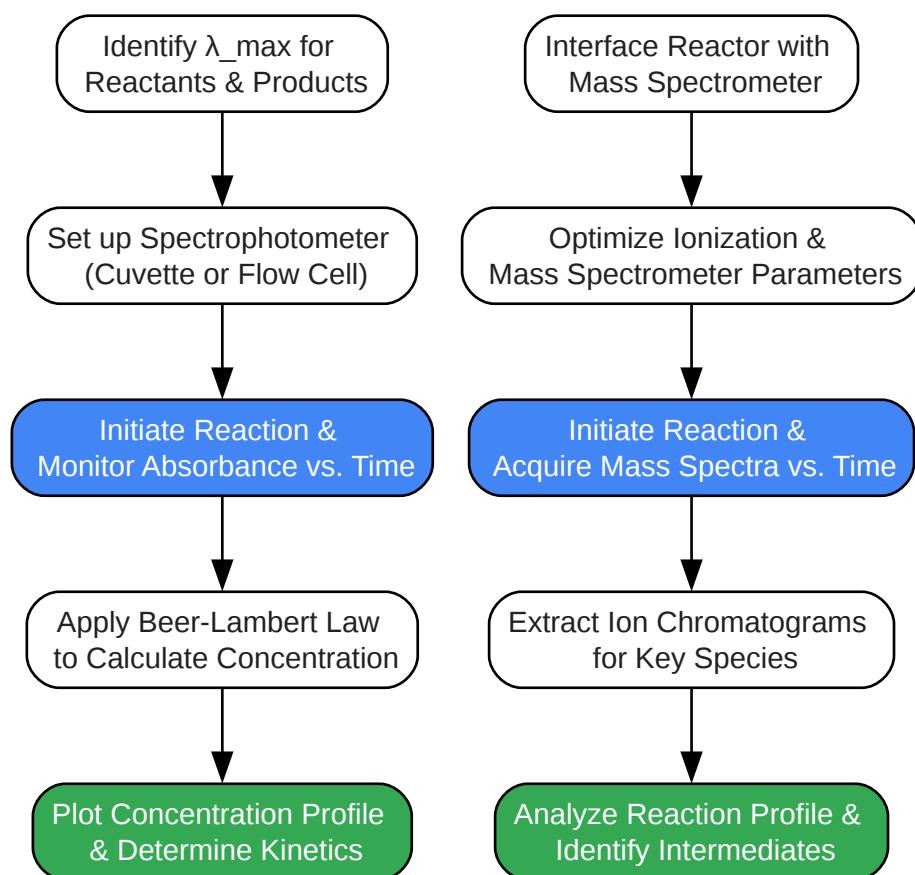 Identify λ_max for
Reactants & Products
Set up Spectrophotometer
(Cuvette or Flow Cell)
Initiate Reaction &
Monitor Absorbance vs. Time
Apply Beer-Lambert Law
to Calculate Concentration
Plot Concentration Profile
& Determine Kinetics
Interface Reactor with
Mass Spectrometer
Optimize Ionization &
Mass Spectrometer Parameters
Initiate Reaction &
Acquire Mass Spectra vs. Time
Extract Ion Chromatograms
for Key Species
Analyze Reaction Profile &
Identify Intermediates